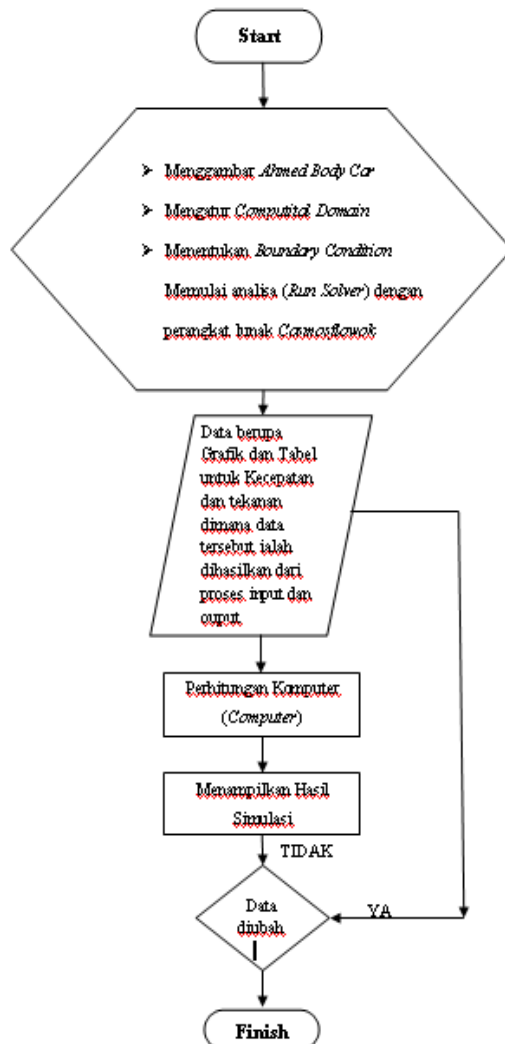 Start
➢ Menggambar Ahmed Body Car
➢ Mengatur Computital Domain
➢ Menentukan Boundary Condition
Memulai analisa (Run Solver) dengan
perangkat lunak Cosmosflowok
Data berupa
Grafik dan Tabel
untuk Kecepatan
dan tekanan
dimana data
tersebut ialah
dihasilkan dari
proses input dan
ouput
Perhitungan Komputer
(Computer)
Menampilkan Hasil
Simulasi
TIDAK
Data
diubah
YA
Finish